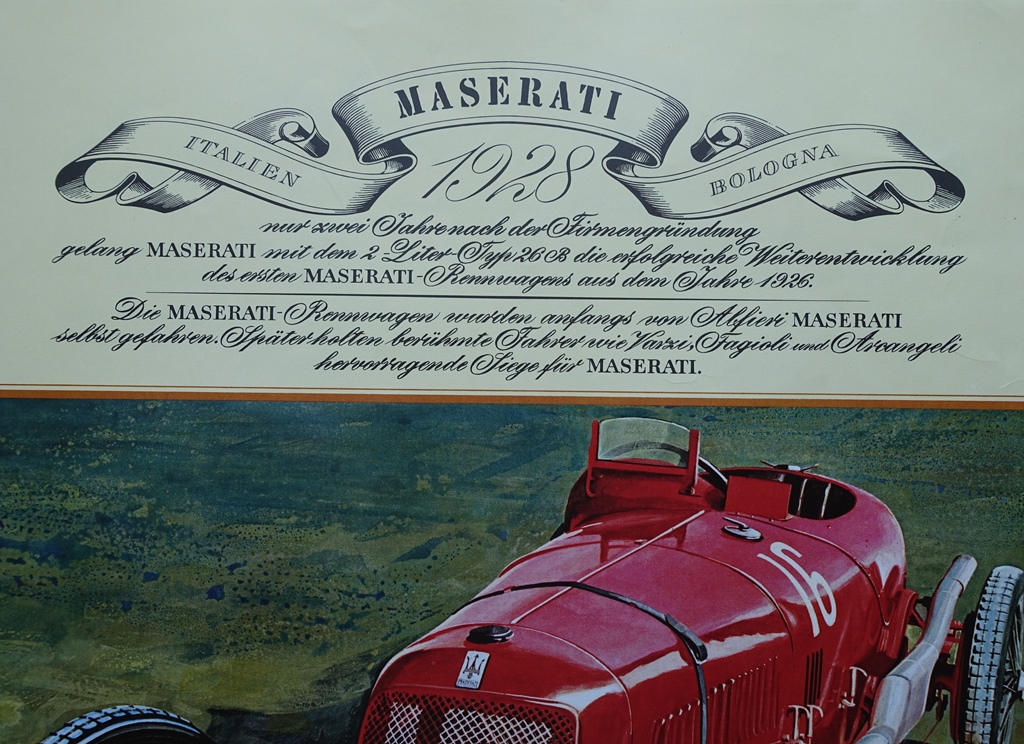 MASERATI
ITALIEN
BOLOGNA
1928
nur zwei Jahre nach der Firmengründung
gelang MASERATI mit dem 2 Liter-Typ 26 B die erfolgreiche Weiterentwicklung
des ersten MASERATI-Rennwagens aus dem Jahre 1926.
Die MASERATI-Rennwagen wurden anfangs von Alfieri MASERATI
selbst gefahren. Später holten berühmte Fahrer wie Varzi, Fagioli und Arcangeli
hervorragende Siege für MASERATI.
16